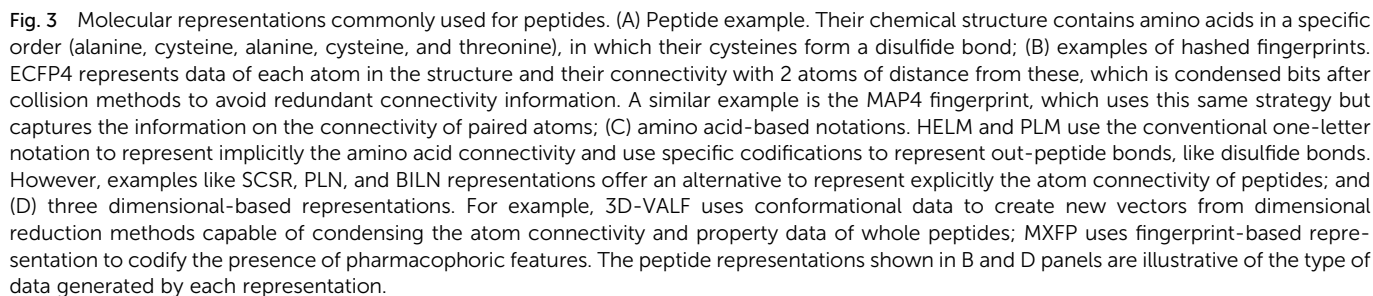 Fig. 3 Molecular representations commonly used for peptides. (A) Peptide example. Their chemical structure contains amino acids in a specific
order (alanine, cysteine, alanine, cysteine, and threonine), in which their cysteines form a disulfide bond; (B) examples of hashed fingerprints.
ECFP4 represents data of each atom in the structure and their connectivity with 2 atoms of distance from these, which is condensed bits after
collision methods to avoid redundant connectivity information. A similar example is the MAP4 fingerprint, which uses this same strategy but
captures the information on the connectivity of paired atoms; (C) amino acid-based notations. HELM and PLM use the conventional one-letter
notation to represent implicitly the amino acid connectivity and use specific codifications to represent out-peptide bonds, like disulfide bonds.
However, examples like SCSR, PLN, and BILN representations offer an alternative to represent explicitly the atom connectivity of peptides; and
(D) three dimensional-based representations. For example, 3D-VALF uses conformational data to create new vectors from dimensional
reduction methods capable of condensing the atom connectivity and property data of whole peptides; MXFP uses fingerprint-based repre-
sentation to codify the presence of pharmacophoric features. The peptide representations shown in B and D panels are illustrative of the type of
data generated by each representation.